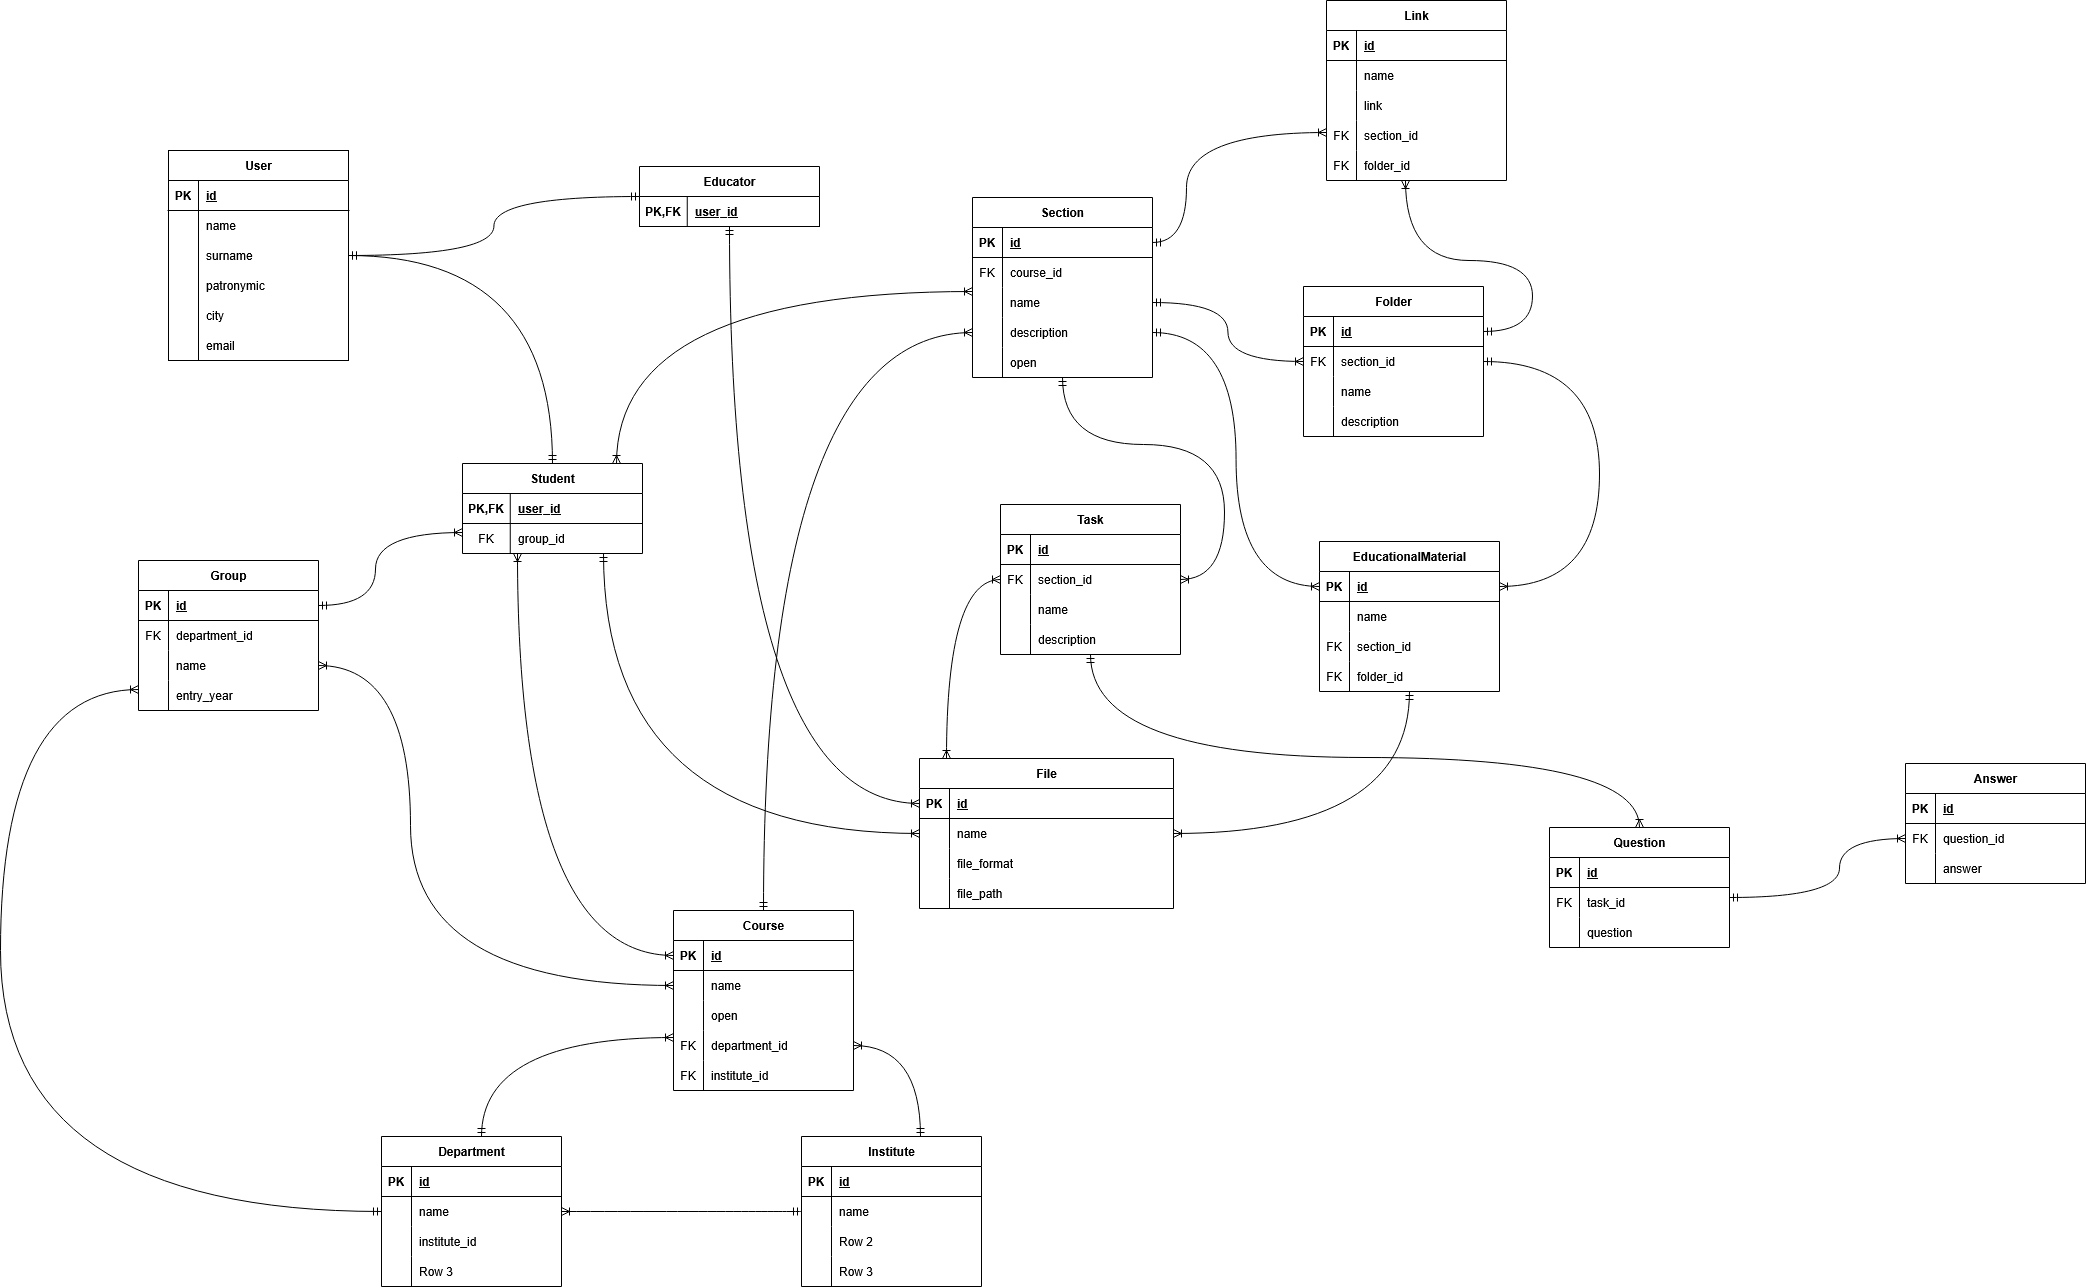 Link
PK id
name
link
FK section_id
FK folder_id
User
PK id
name
surname
patronymic
city
email
Educator
PK,FK user_id
Section
PK id
FK course_id
name
description
open
Folder
PK id
FK section_id
name
description
Student
PK,FK user_id
FK group_id
Task
PK id
FK section_id
name
description
EducationalMaterial
PK id
name
FK section_id
FK folder_id
Group
PK id
FK department_id
name
entry_year
File
PK id
name
file_format
file_path
Answer
PK id
FK question_id
answer
Question
PK id
FK task_id
question
Course
PK id
name
open
FK department_id
FK institute_id
Department
PK id
name
institute_id
Row 3
Institute
PK id
name
Row 2
Row 3